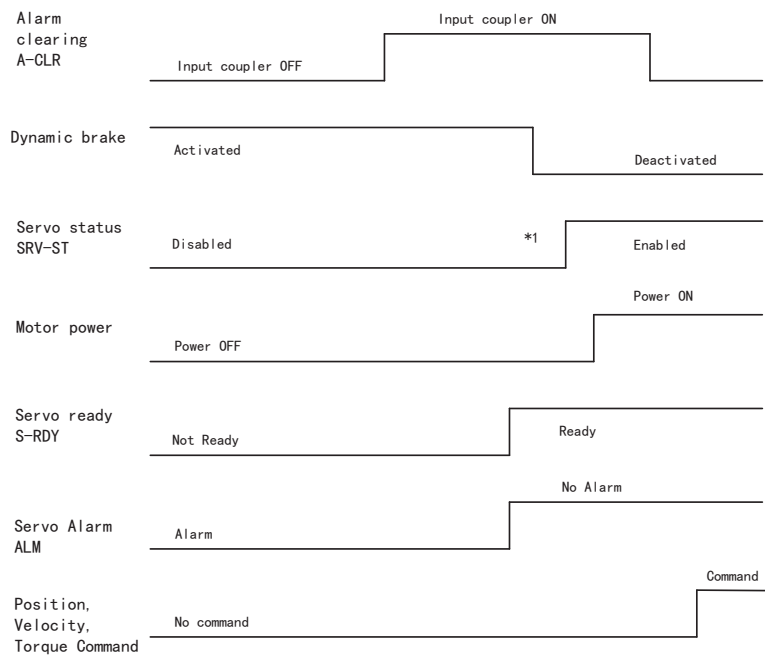 Alarm
clearing
A-CLR
Input coupler ON
Input coupler OFF
Dynamic brake
Activated
Deactivated
Servo status
SRV-ST
Disabled
*1
Enabled
Power ON
Motor power
Power OFF
Servo ready
S-RDY
Not Ready
Ready
No Alarm
Servo Alarm
ALM
Alarm
Command
Position,
Velocity,
Torque Command
No command